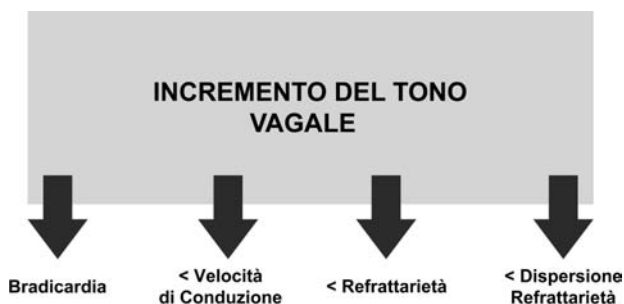 INCREMENTO DEL TONO
VAGALE
Bradicardia
< Velocità
di Conduzione
< Refrattarietà
< Dispersione
Refrattarietà